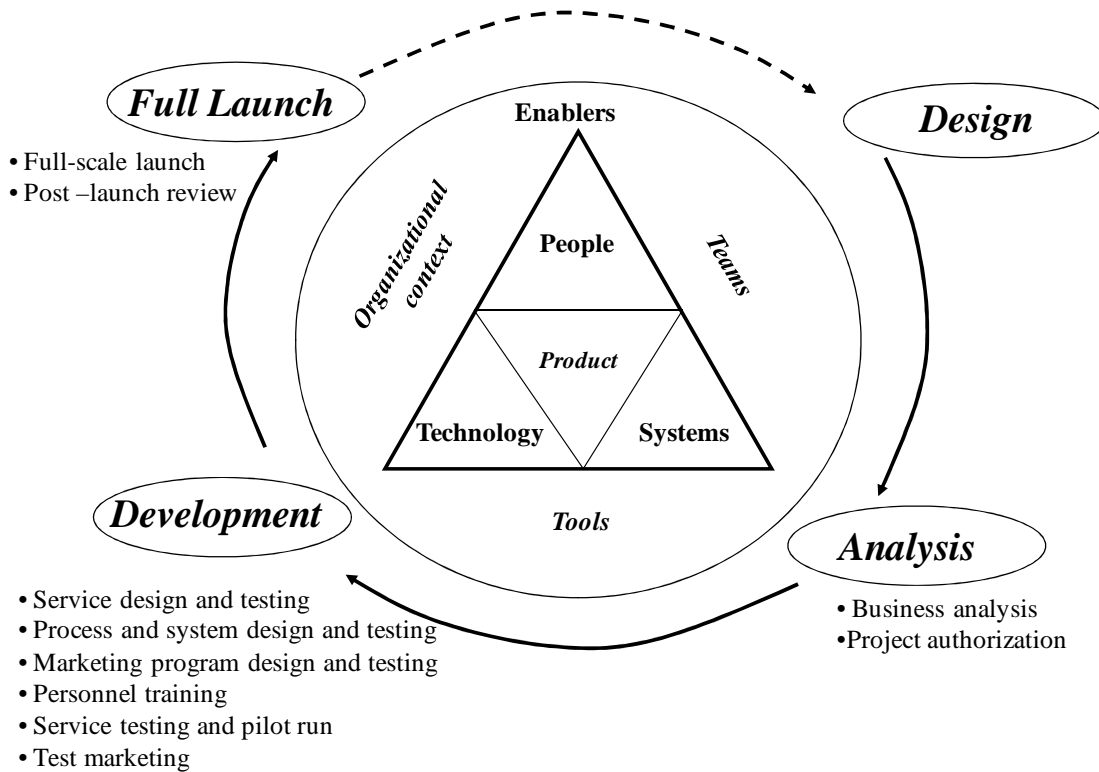 Full Launch
• Full-scale launch
• Post –launch review
Design
Enablers
Organizational
context
People
Teams
Product
Technology
Systems
Tools
Development
• Service design and testing
• Process and system design and testing
• Marketing program design and testing
• Personnel training
• Service testing and pilot run
• Test marketing
Analysis
• Business analysis
•Project authorization